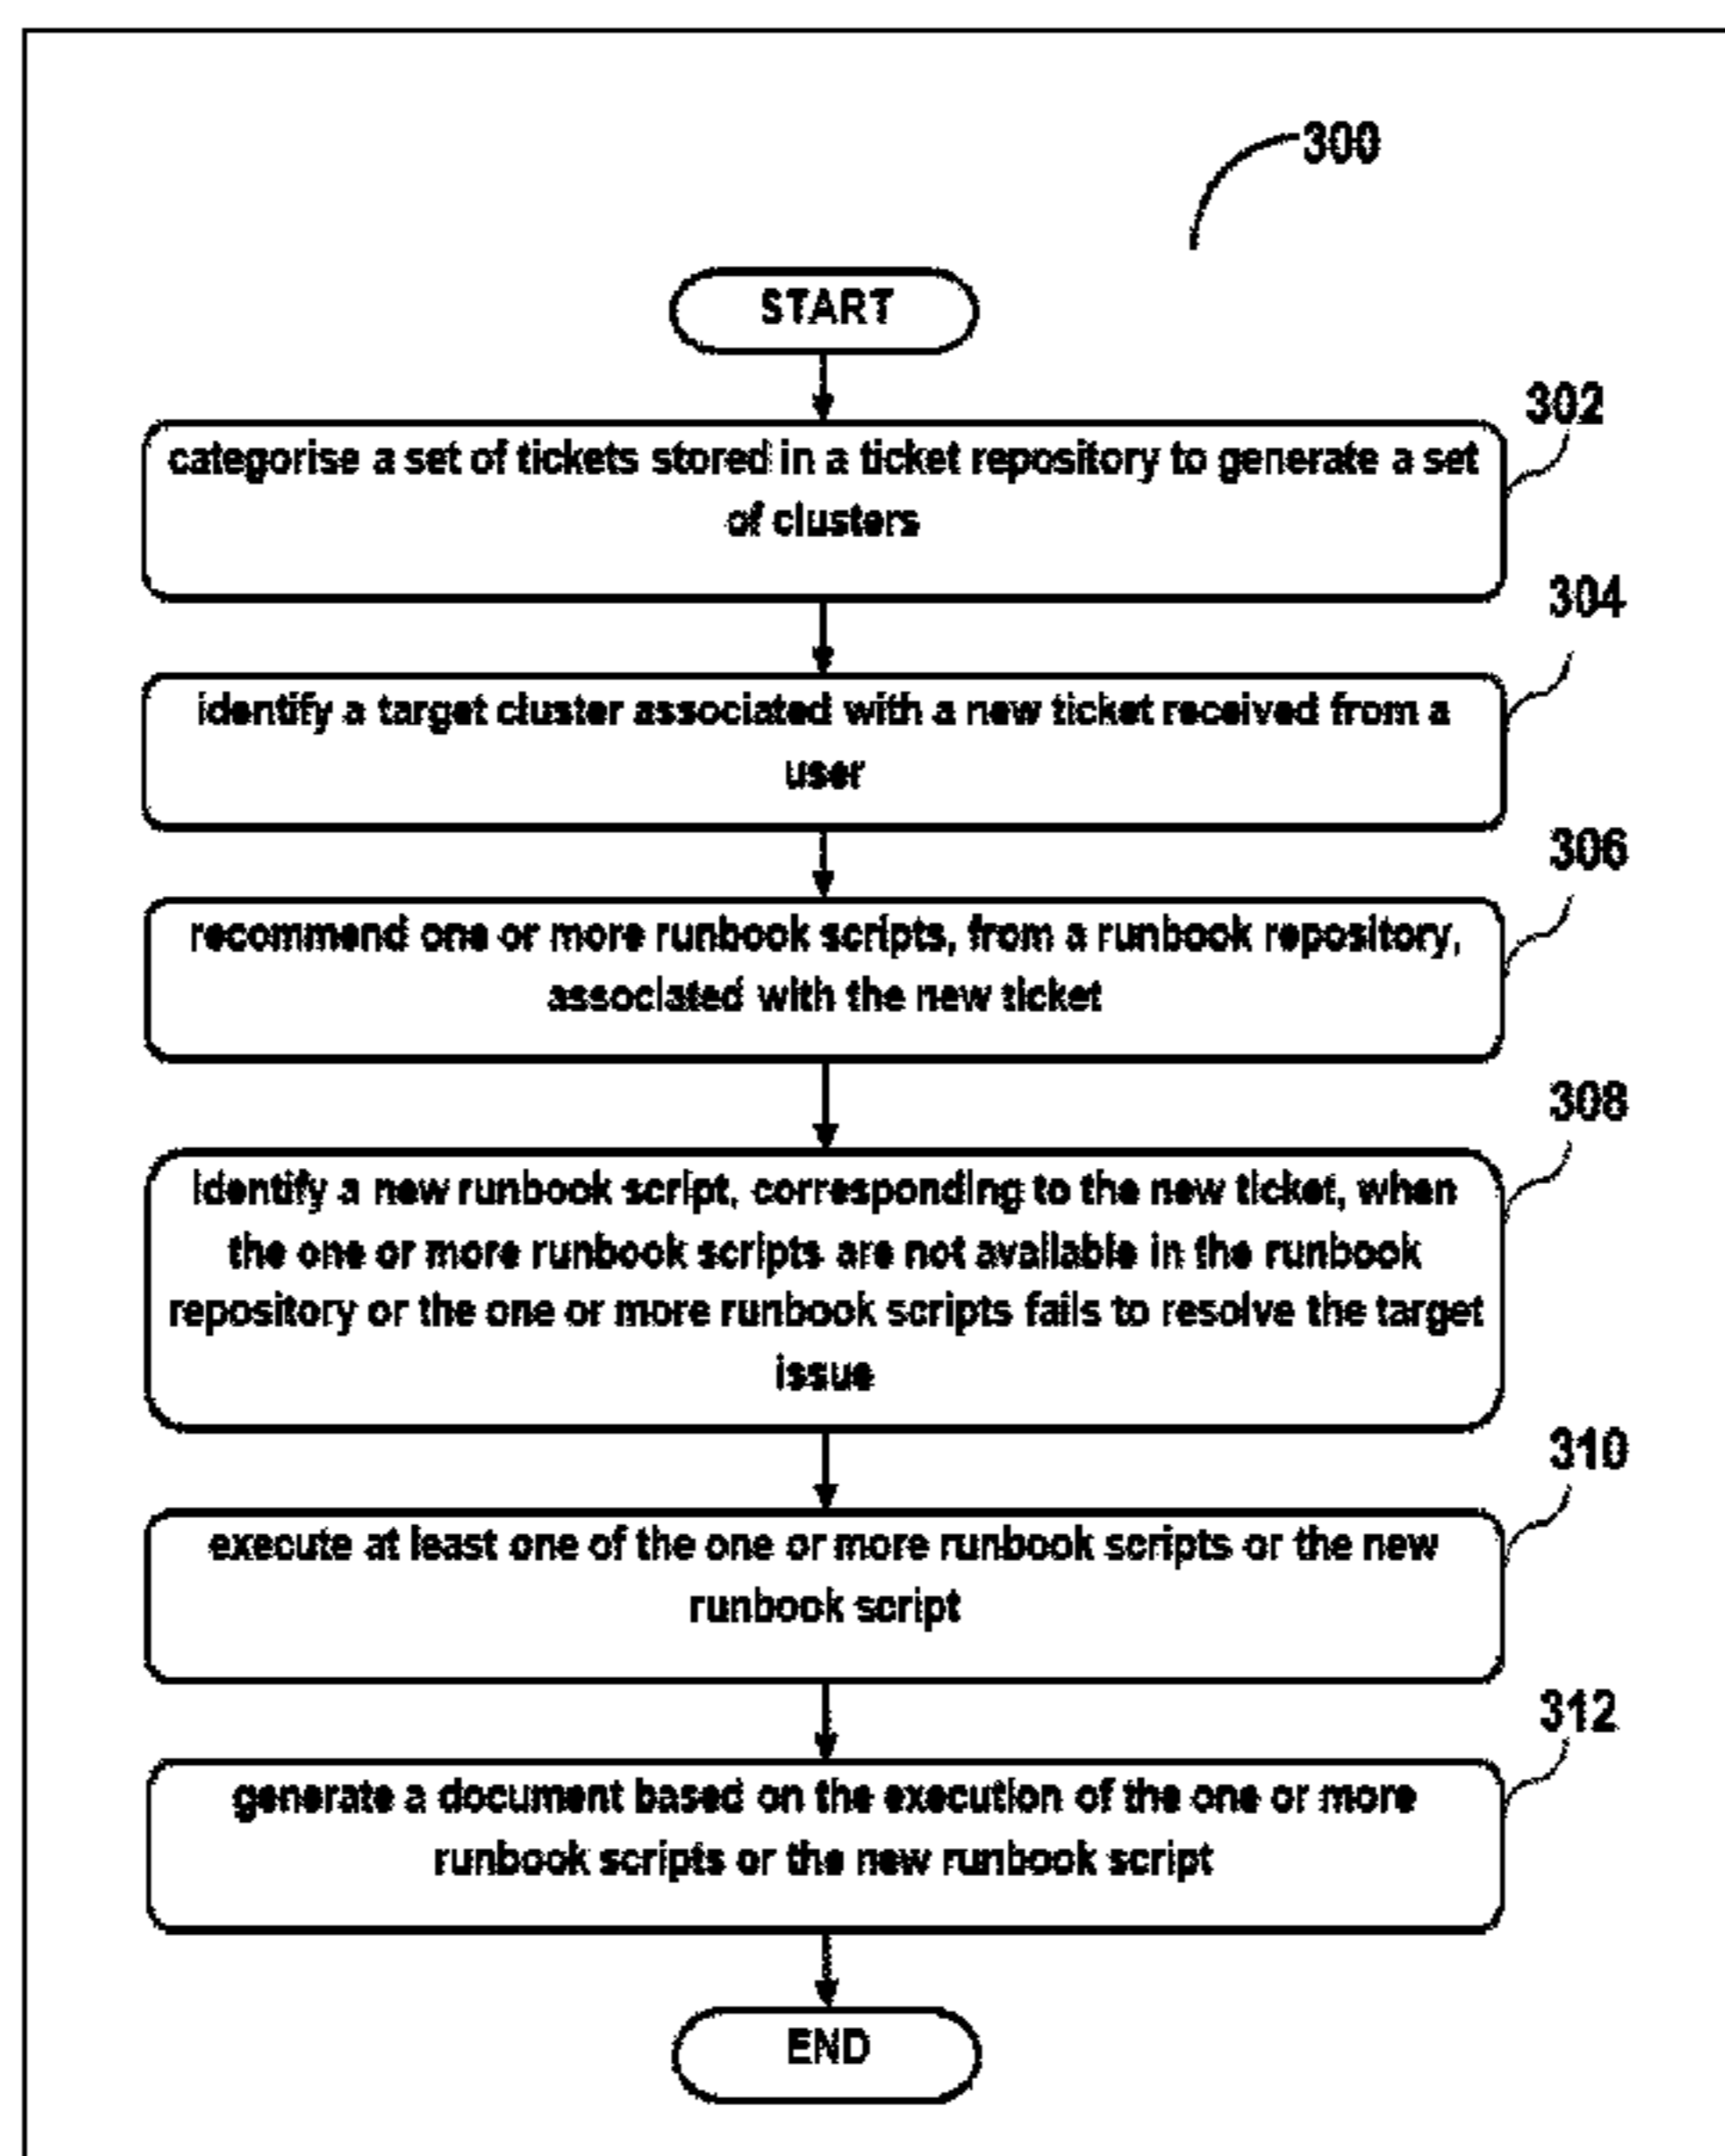 300
START
302
categorise a set of tickets stored in a ticket repository to generate a set
of clusters
304
identify a target cluster associated with a new ticket received from a
user
306
recommend one or more runbook scripts, from a runbook repository,
associated with the new ticket
308
identify a new runbook script, corresponding to the new ticket, when
the one or more runbook scripts are not available in the runbook
repository or the one or more runbook scripts fails to resolve the target
issue
310
execute at least one of the one or more runbook scripts or the new
runbook script
312
generate a document based on the execution of the one or more
runbook scripts or the new runbook script
END